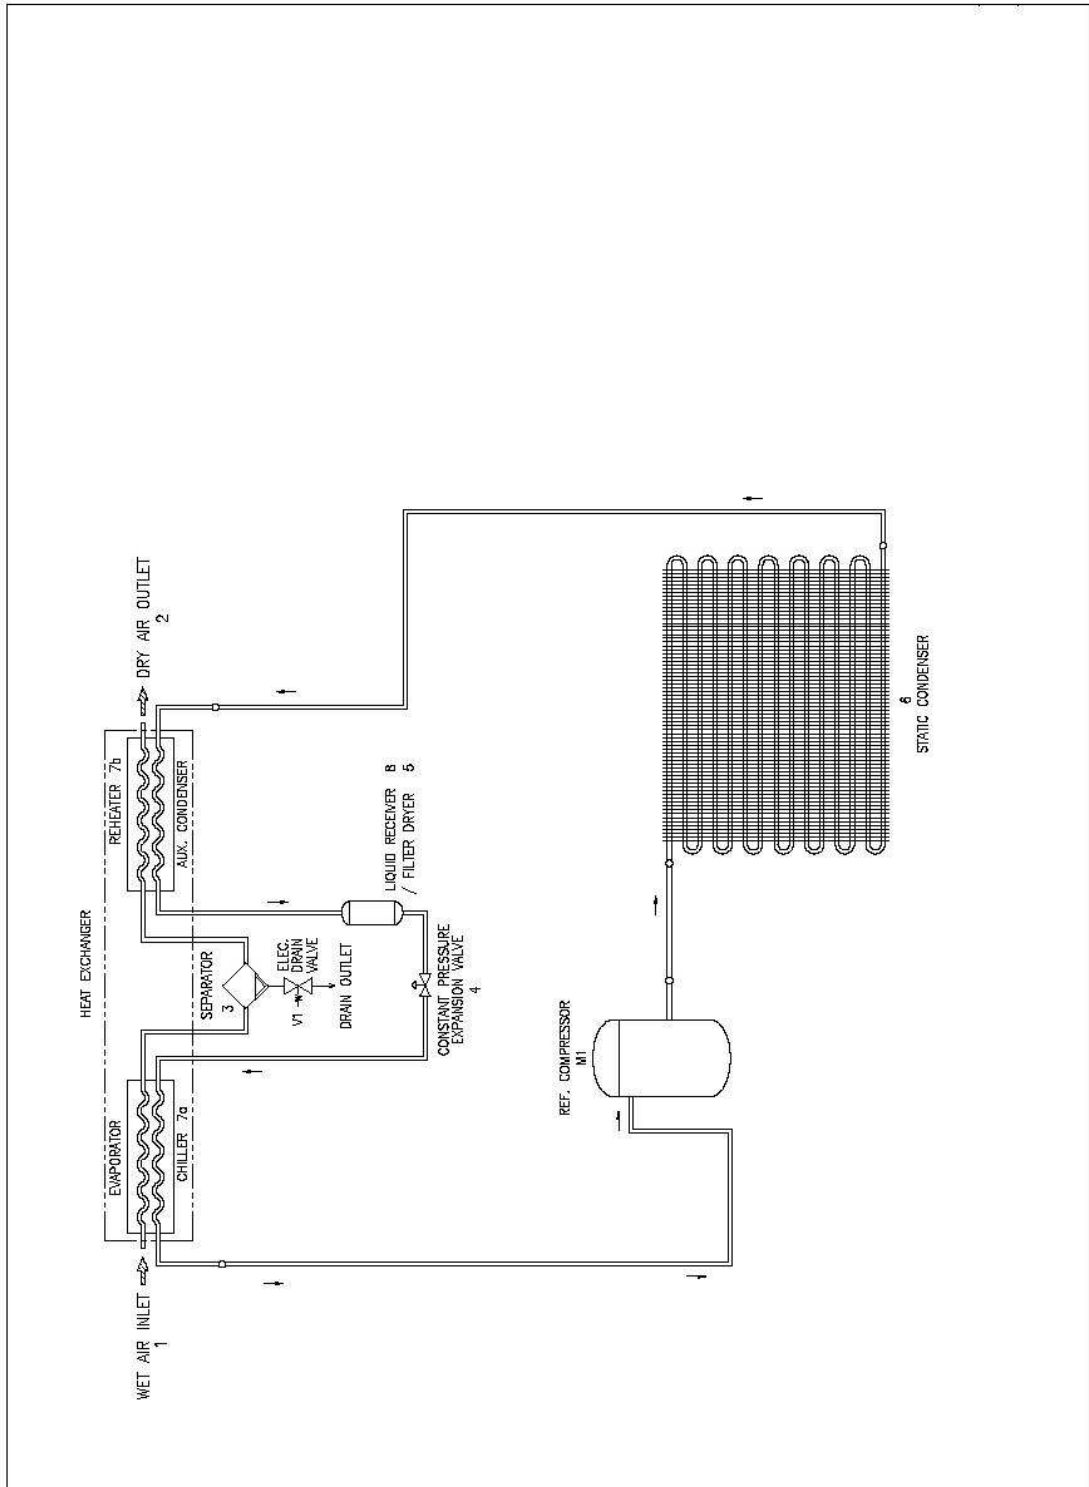 HEAT EXCHANGER
WET AIR INLET
1
EVAPORATOR
CHILLER 7a
SEPARATOR
3
REHEATER 7b
AUX. CONDENSER
DRY AIR OUTLET
2
V1
ELEC.
DRAIN
VALVE
DRAIN OUTLET
LIQUID RECEIVER 8
/ FILTER DRYER 5
CONSTANT PRESSURE
EXPANSION VALVE
4
REF. COMPRESSOR
M1
6
STATIC CONDENSER